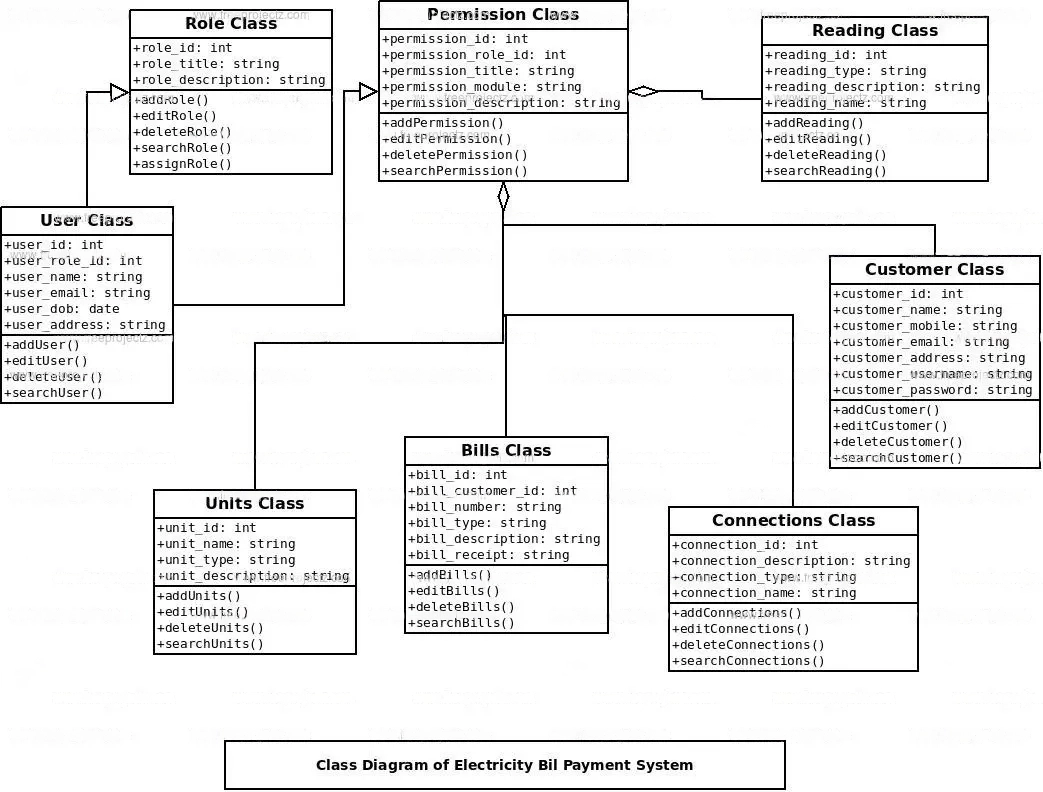 Role Class
+role_id: int
+role_title: string
+role_description: string
+addRole()
+editRole()
+deleteRole()
+searchRole()
+assignRole()
Permission Class
+permission_id: int
+permission_role_id: int
+permission_title: string
+permission_module: string
+permission_description: string
+addPermission()
+editPermission()
+deletePermission()
+searchPermission()
Reading Class
+reading_id: int
+reading_type: string
+reading_description: string
+reading_name: string
+addReading()
+editReading()
+deleteReading()
+searchReading()
User Class
+user_id: int
+user_role_id: int
+user_name: string
+user_email: string
+user_dob: date
+user_address: string
+addUser()
+editUser()
+deleteUser()
+searchUser()
Customer Class
+customer_id: int
+customer_name: string
+customer_mobile: string
+customer_email: string
+customer_address: string
+customer_username: string
+customer_password: string
+addCustomer()
+editCustomer()
+deleteCustomer()
+searchCustomer()
Bills Class
+bill_id: int
+bill_customer_id: int
+bill_number: string
+bill_type: string
+bill_description: string
+bill_receipt: string
+addBills()
+editBills()
+deleteBills()
+searchBills()
Units Class
+unit_id: int
+unit_name: string
+unit_type: string
+unit_description: string
+addUnits()
+editUnits()
+deleteUnits()
+searchUnits()
Connections Class
+connection_id: int
+connection_description: string
+connection_type: string
+connection_name: string
+addConnections()
+editConnections()
+deleteConnections()
+searchConnections()
Class Diagram of Electricity Bil Payment System